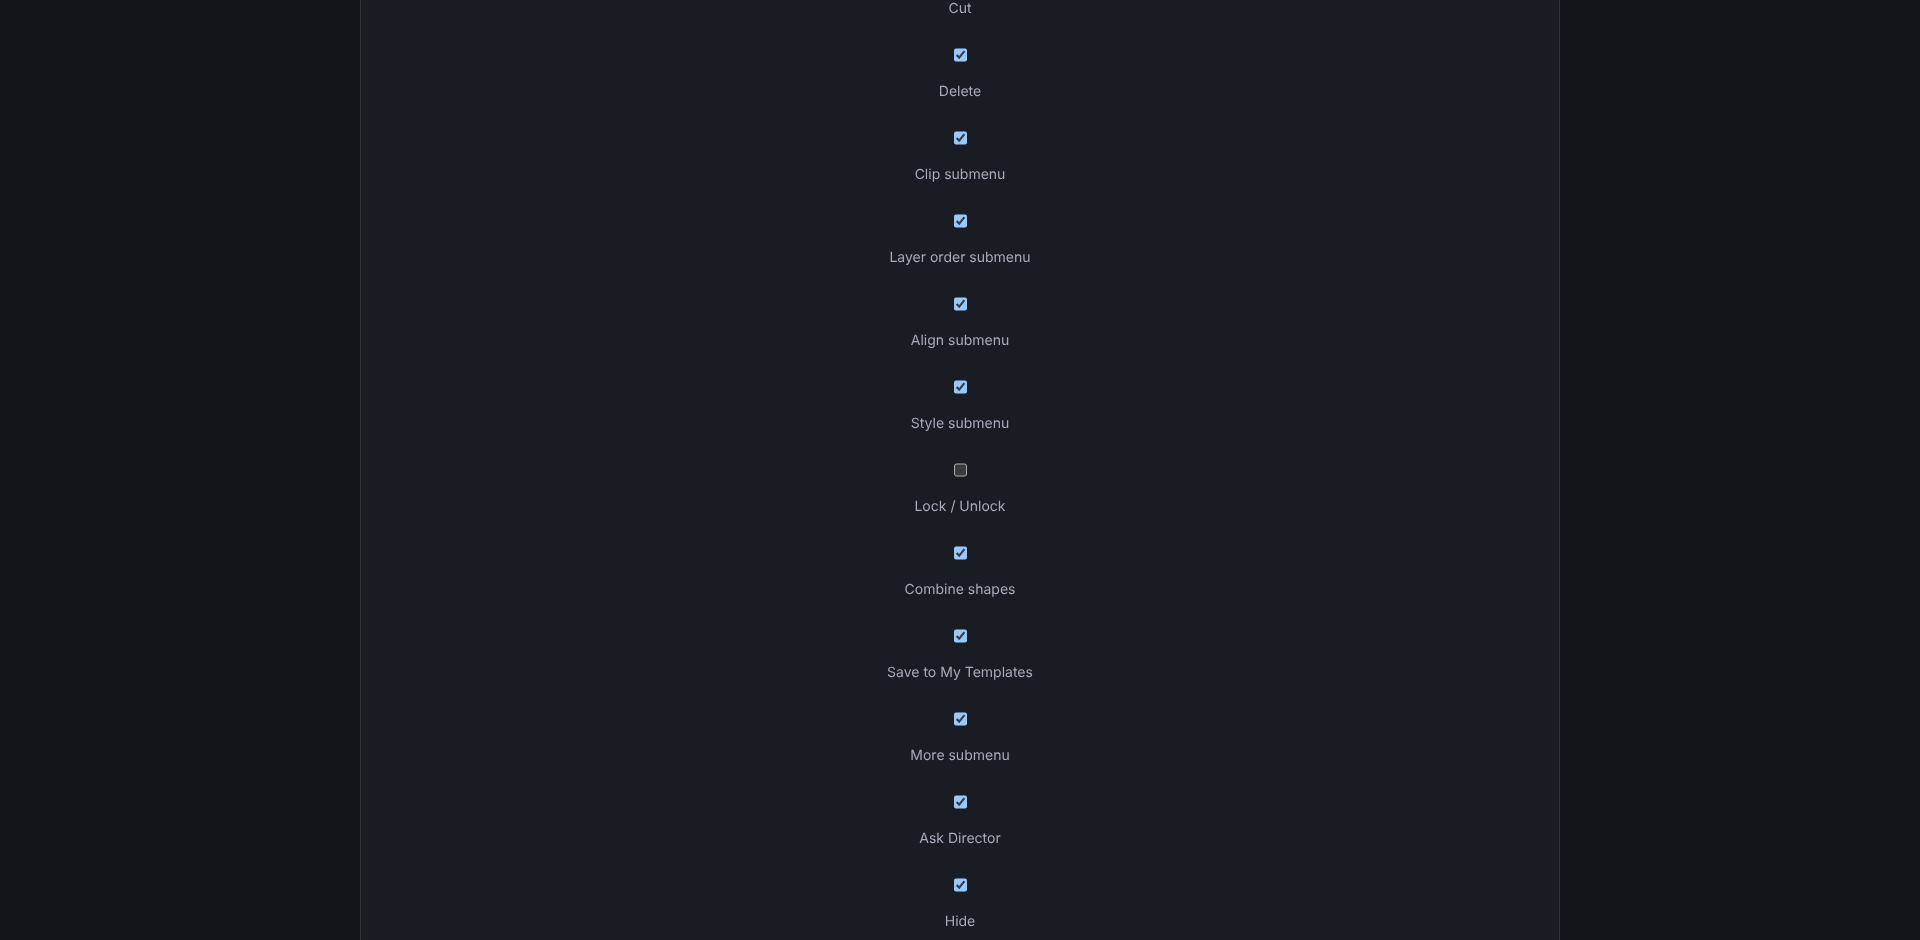 Cut
Delete
Clip submenu
Layer order submenu
Align submenu
Style submenu
Lock / Unlock
Combine shapes
Save to My Templates
More submenu
Ask Director
Hide